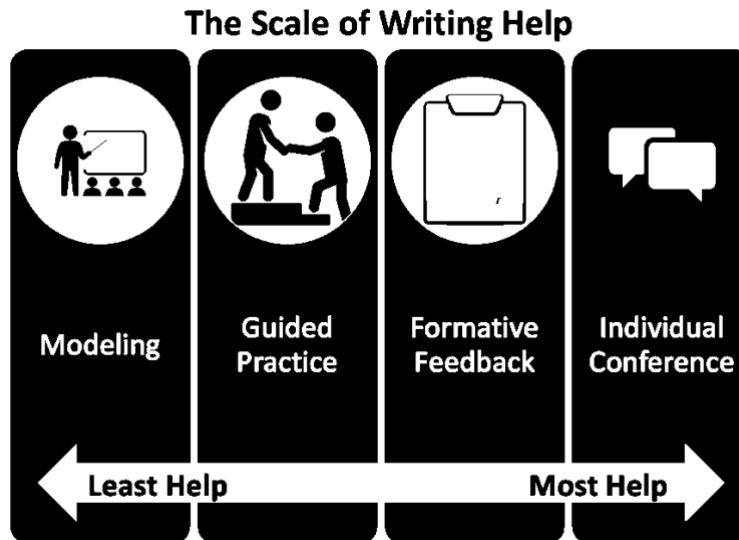 The Scale of Writing Help
Modeling
Guided
Practice
Formative
Feedback
Individual
Conference
Least Help
Most Help